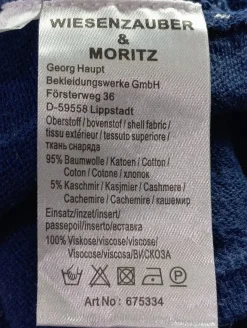 WIESENZAUBER
&
MORITZ
Georg Haupt
Bekleidungswerke GmbH
Försterweg 36
D-59558 Lippstadt
Oberstoff / bovenstof / shell fabric /
tissu extérieur / tessuto superiore /
ткань снаряда
95% Baumwolle / Katoen / Cotton /
Coton / Cotone / хлопок
5% Kaschmir / Kasjmier / Cashmere /
Cachemire / Cachemire / кашемир
Einsatz/inzet/insert/
passepoil/inserto/вставка
100% Viskose/viscose/viscose/
Visocose/viscosa/ВИСКОЗА
Art No : 675334